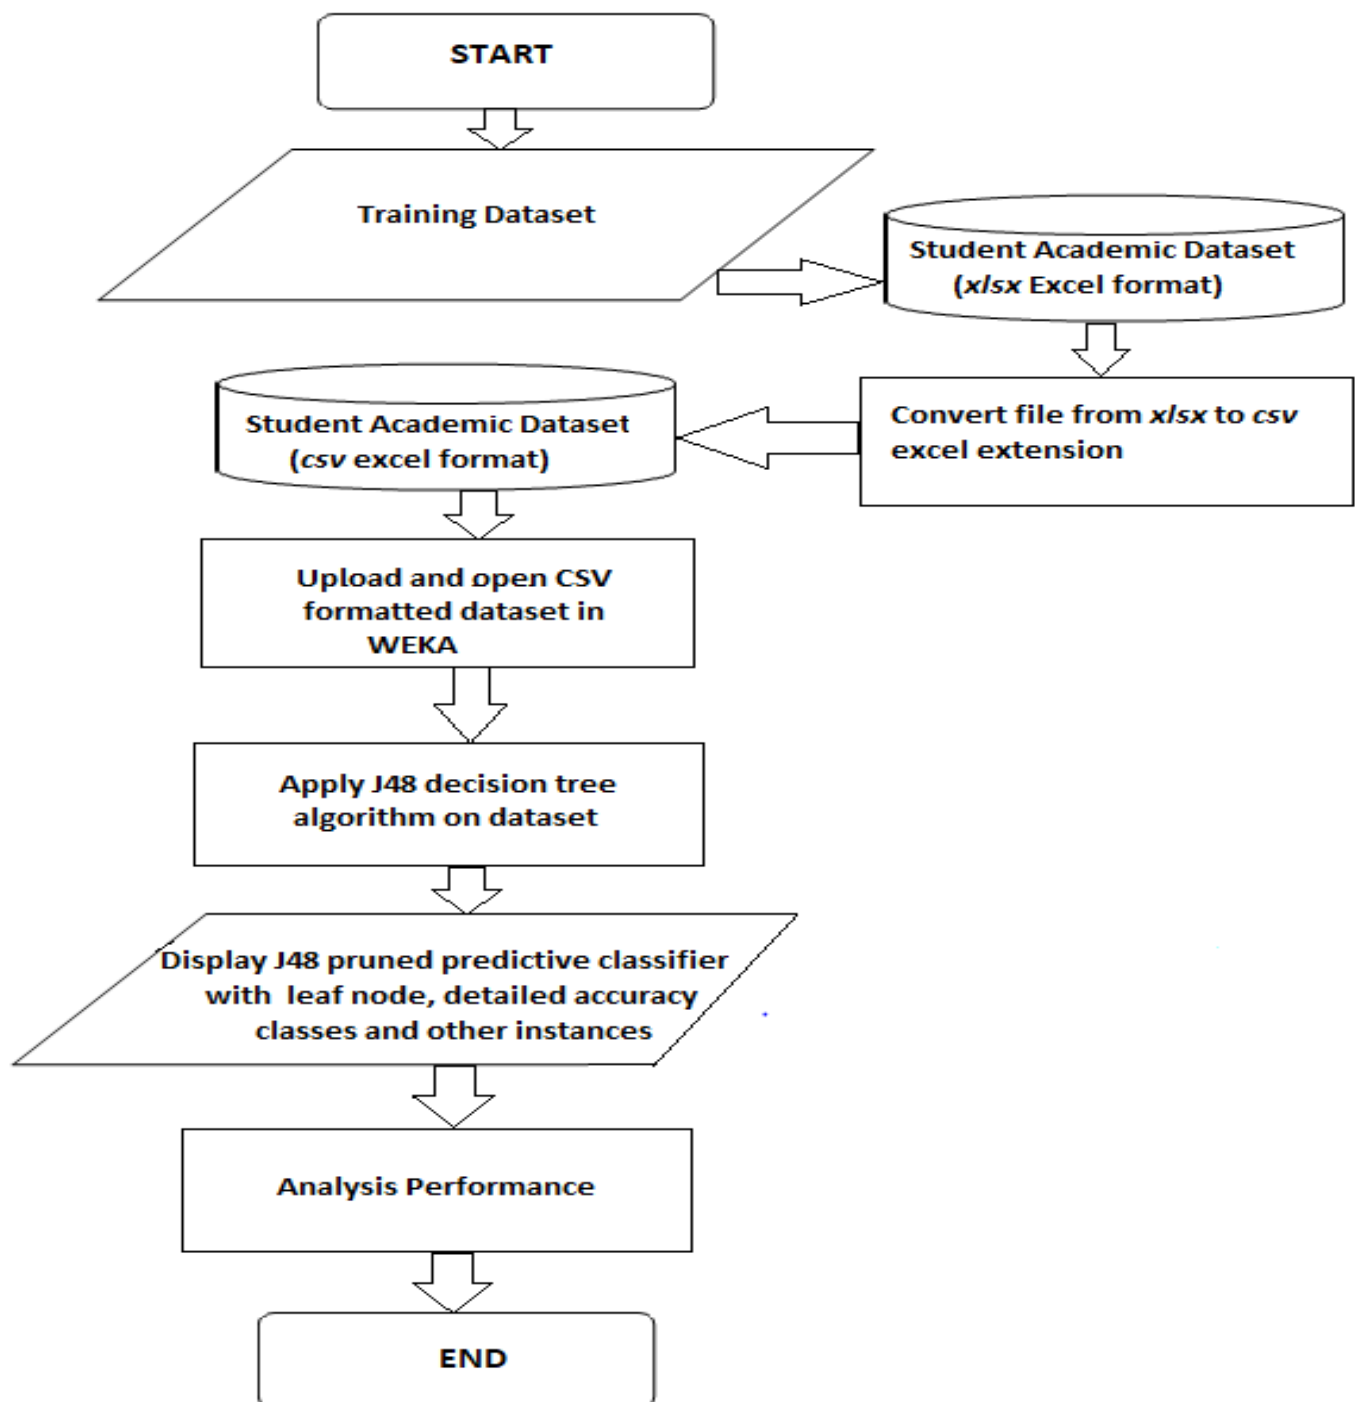 START
Training Dataset
Student Academic Dataset
(xlsx Excel format)
Convert file from xlsx to csv
excel extension
Student Academic Dataset
(csv excel format)
Upload and open CSV
formatted dataset in
WEKA
Apply J48 decision tree
algorithm on dataset
Display J48 pruned predictive classifier
with leaf node, detailed accuracy
classes and other instances
Analysis Performance
END